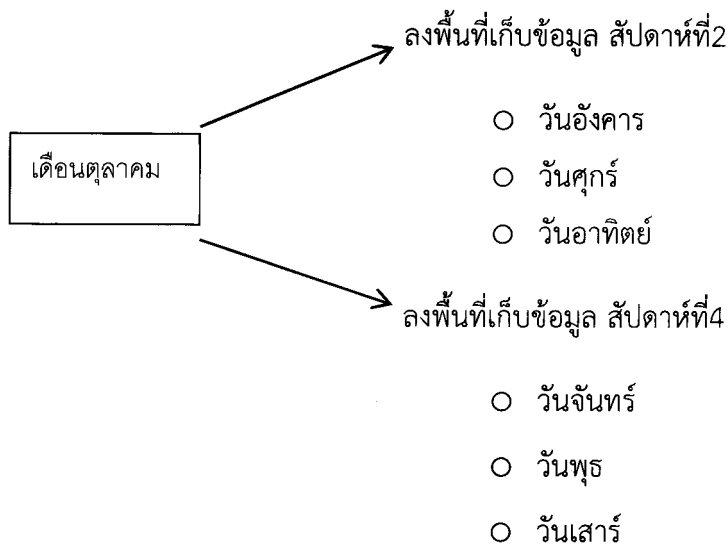 ลงพื้นที่เก็บข้อมูล สัปดาห์ที่2
วันอังคาร
วันศุกร์
วันอาทิตย์
เดือนตุลาคม
ลงพื้นที่เก็บข้อมูล สัปดาห์ที่4
วันจันทร์
วันพุธ
วันเสาร์